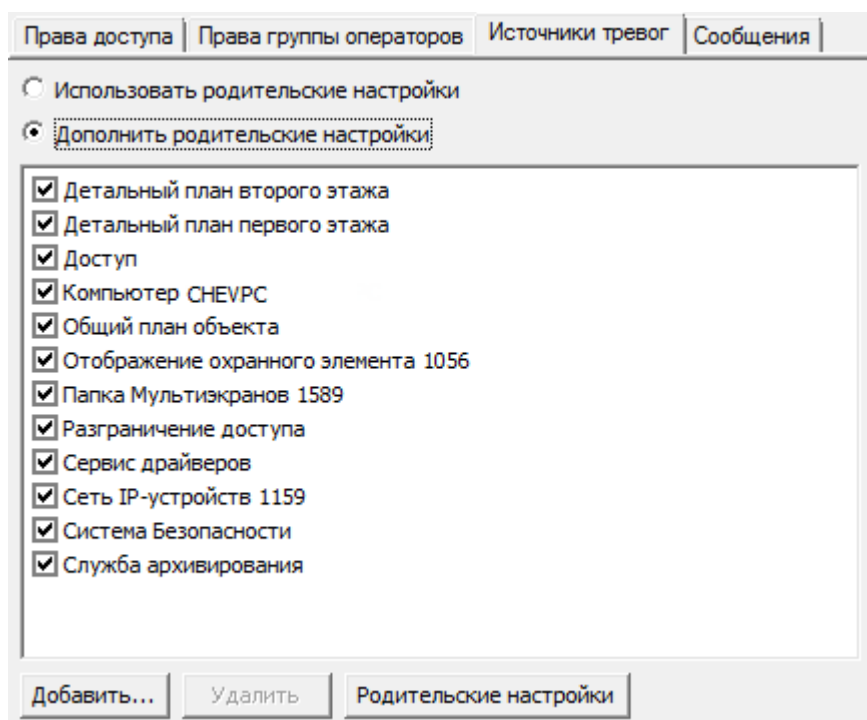 Права доступа Права группы операторов Источники тревог Сообщения
Использовать родительские настройки
Дополнить родительские настройки
Детальный план второго этажа
Детальный план первого этажа
Доступ
Компьютер CHEVPC
Общий план объекта
Отображение охранного элемента 1056
Папка Мультиэкранов 1589
Разграничение доступа
Сервис драйверов
Сеть IP-устройств 1159
Система Безопасности
Служба архивирования
Добавить... Удалить Родительские настройки